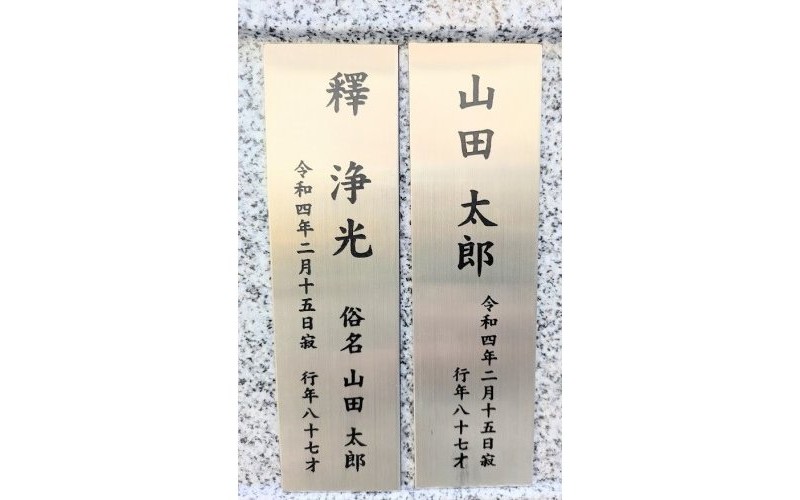 山田 太郎
令和四年二月十五日寂
行年八十七才
釋 浄光 俗名 山田 太郎
令和四年二月十五日寂 行年八十七才